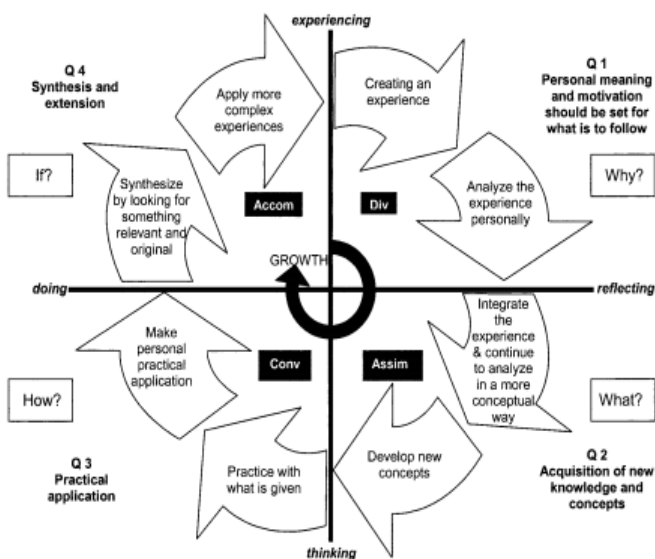 experiencing
Q 4
Synthesis and
extension
Q 1
Personal meaning
and motivation
should be set for
what is to follow
Apply more
complex
experiences
Creating an
experience
If?
Why?
Synthesize
by looking for
something
relevant and
original
Analyze the
experience
personally
Accom
Div
GROWTH
doing
reflecting
Make
personal
practical
application
Integrate
the
experience
& continue
to analyze
in a more
conceptual
way
Conv
Assim
How?
What?
Q 3
Practical
application
Practice with
what is given
Develop new
concepts
Q 2
Acquisition of new
knowledge and
concepts
thinking